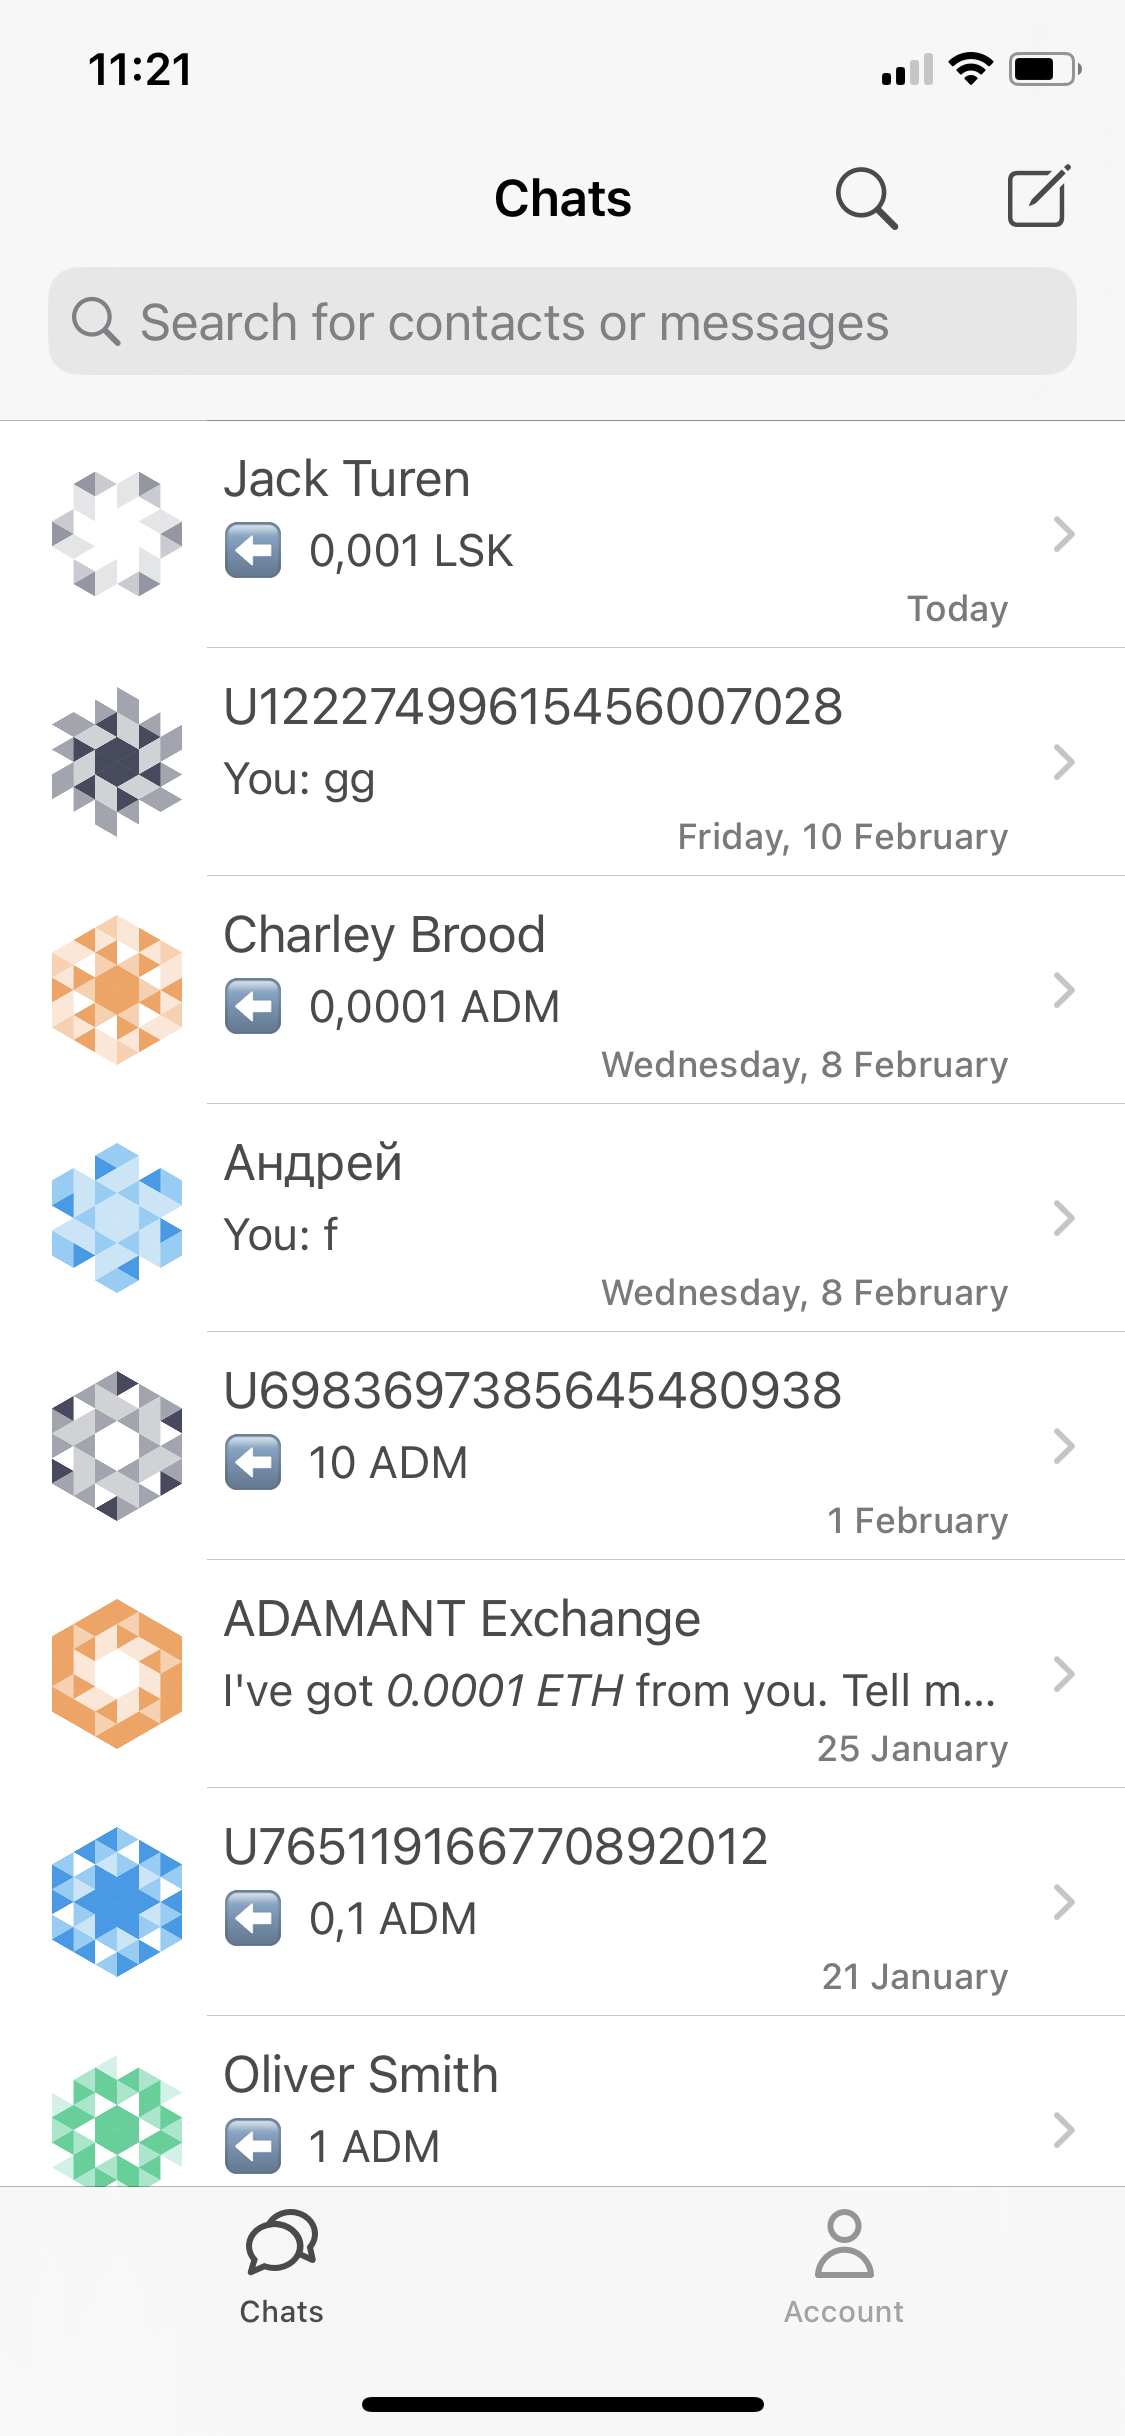 11:21
Chats
Search for contacts or messages
Jack Turen
⬅️ 0,001 LSK
Today
U12227499615456007028
You: gg
Friday, 10 February
Charley Brood
⬅️ 0,0001 ADM
Wednesday, 8 February
Андрей
You: f
Wednesday, 8 February
U6983697385645480938
⬅️ 10 ADM
1 February
ADAMANT Exchange
I've got 0.0001 ETH from you. Tell m...
25 January
U765119166770892012
⬅️ 0,1 ADM
21 January
Oliver Smith
⬅️ 1 ADM
Chats
Account